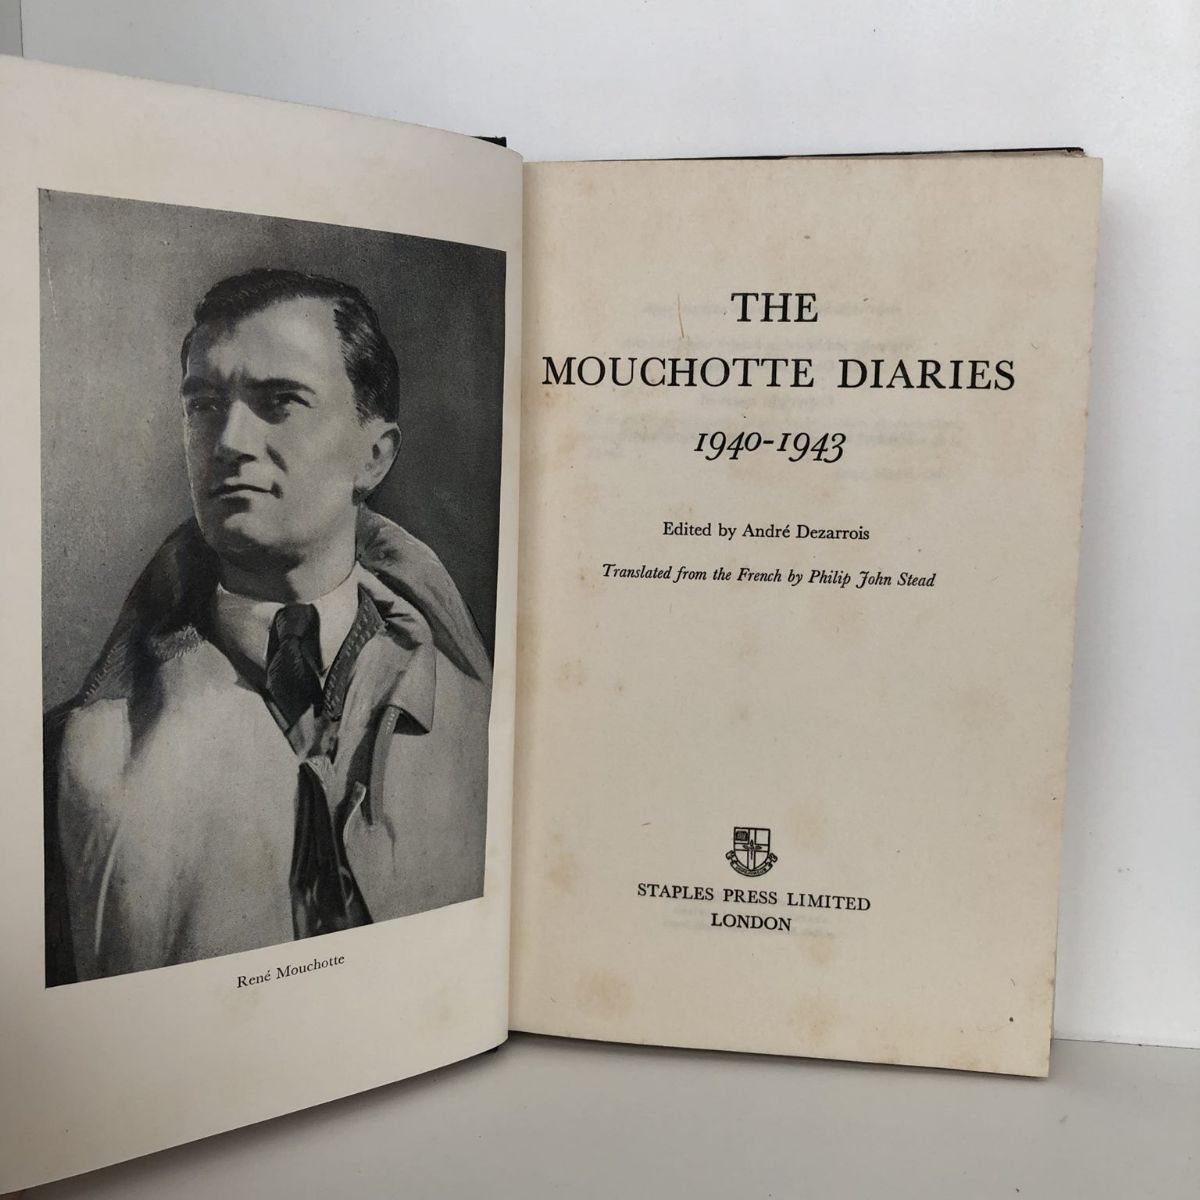 René Mouchotte
THE
MOUCHOTTE DIARIES
1940-1943
Edited by André Dezarrois
Translated from the French by Philip John Stead
STAPLES PRESS LIMITED
LONDON